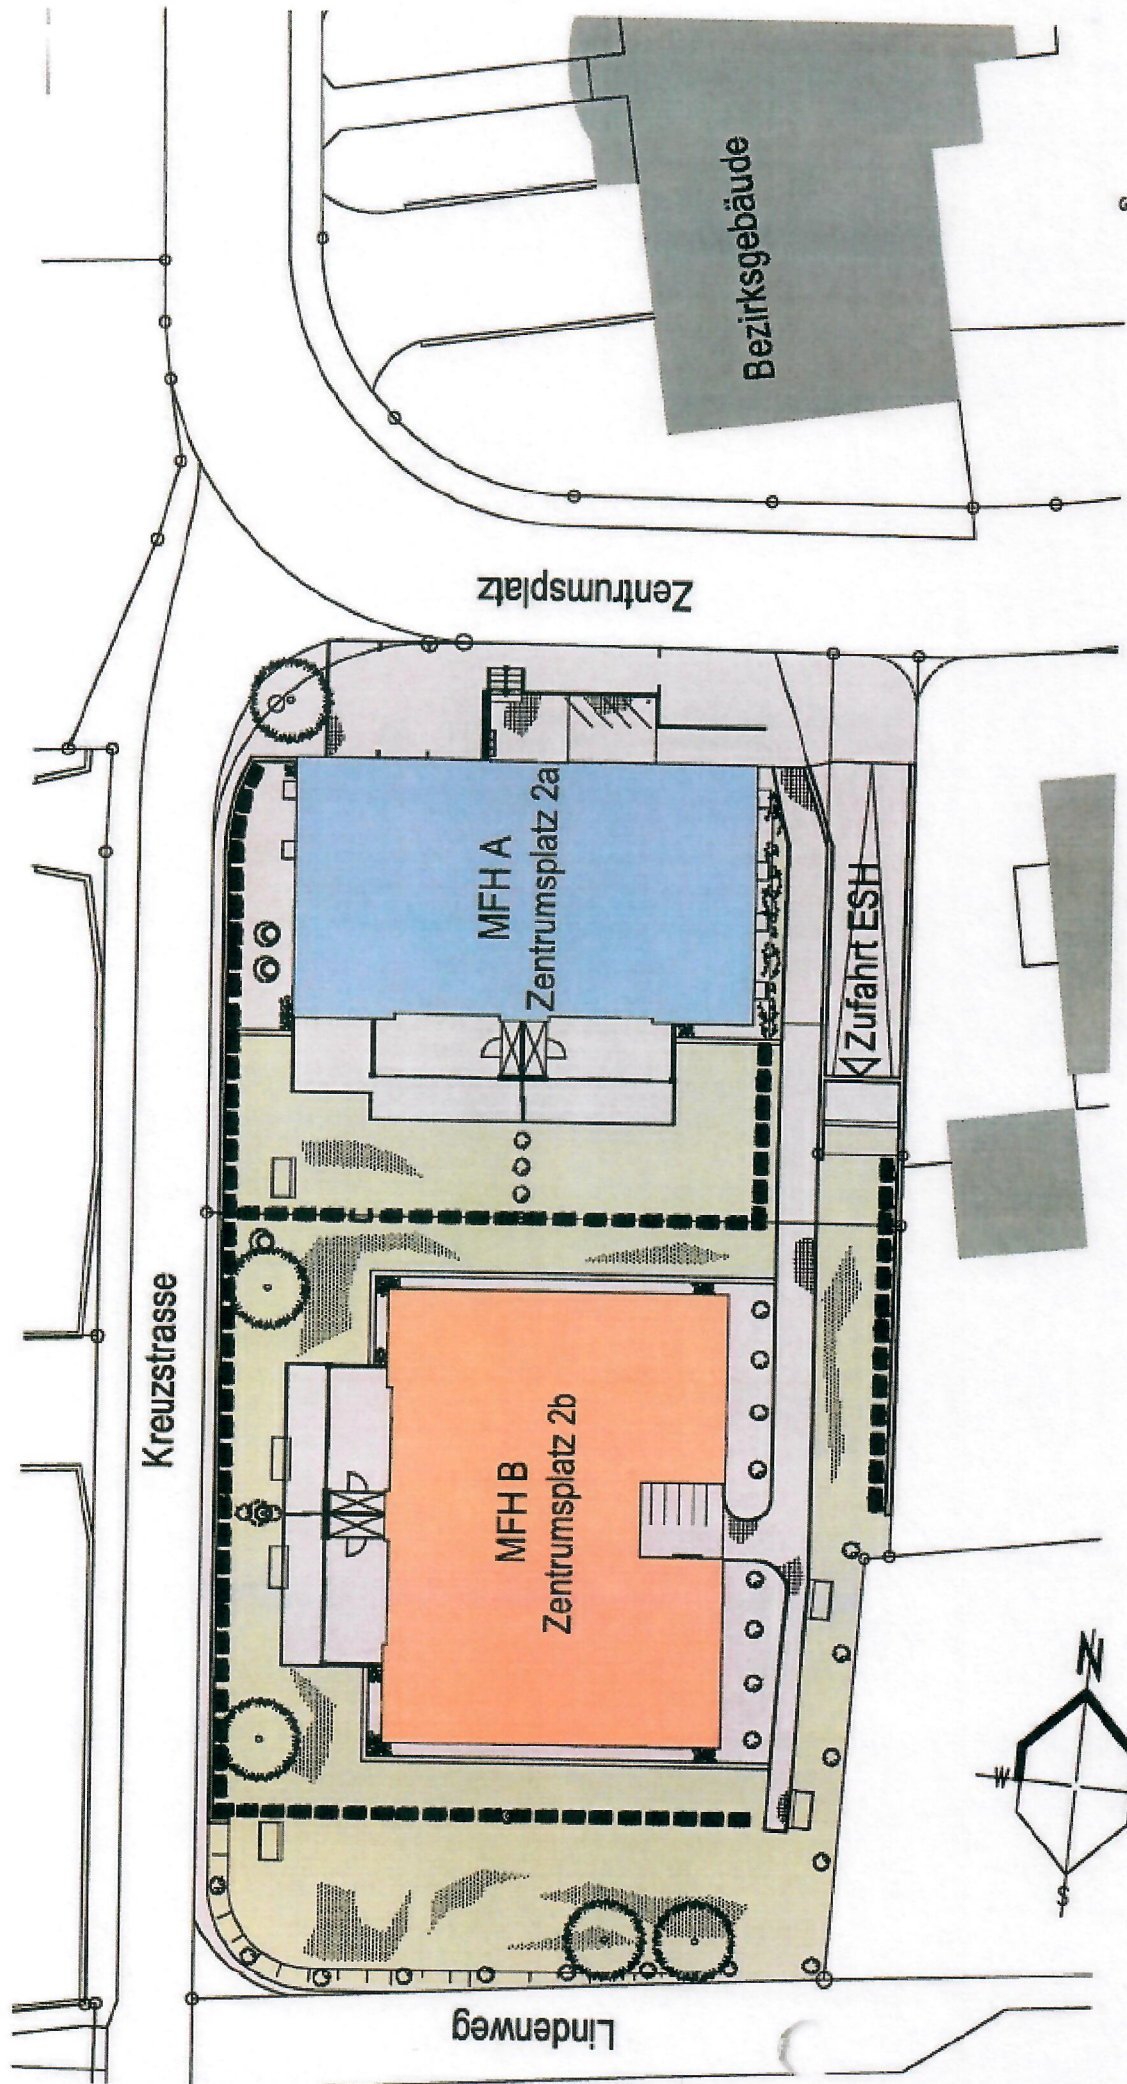 Bezirksgebäude
Zentrumsplatz
MFH A
Zentrumsplatz 2a
Zufahrt ESH
Kreuzstrasse
MFH B
Zentrumsplatz 2b
Lindenweg
N
W
S